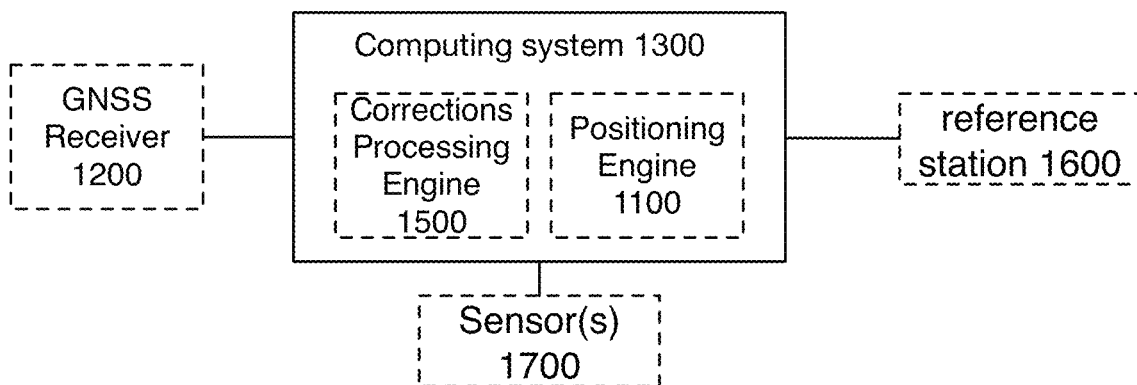 Computing system 1300
GNSS
Receiver
1200
Corrections
Processing
Engine
1500
Positioning
Engine
1100
reference
station 1600
Sensor(s)
1700